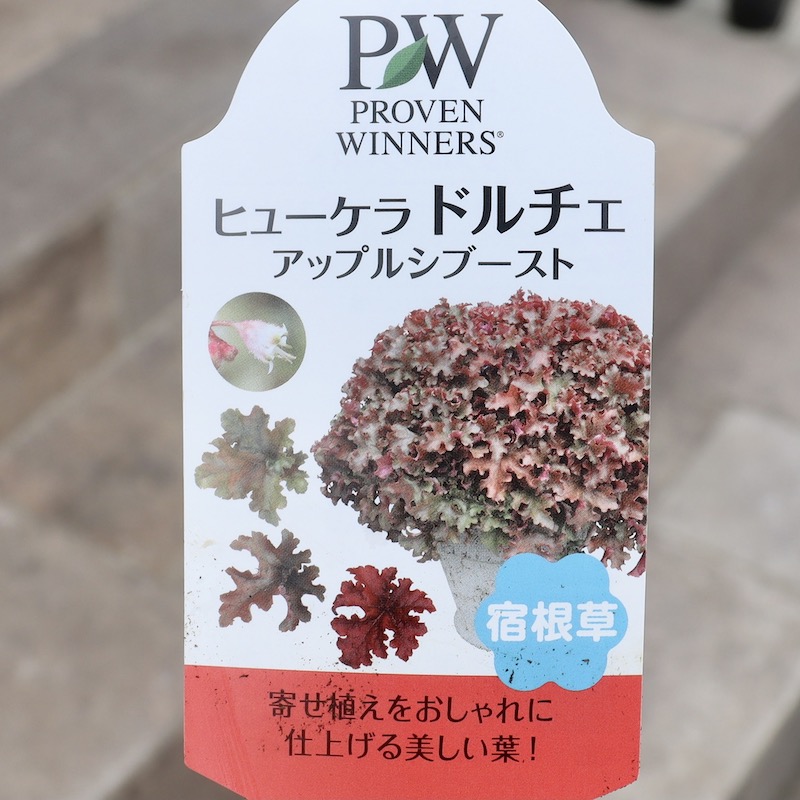 PW
PROVEN
WINNERS®
ヒューケラ ドルチェ
アップルシブースト
宿根草
寄せ植えをおしゃれに
仕上げる美しい葉！